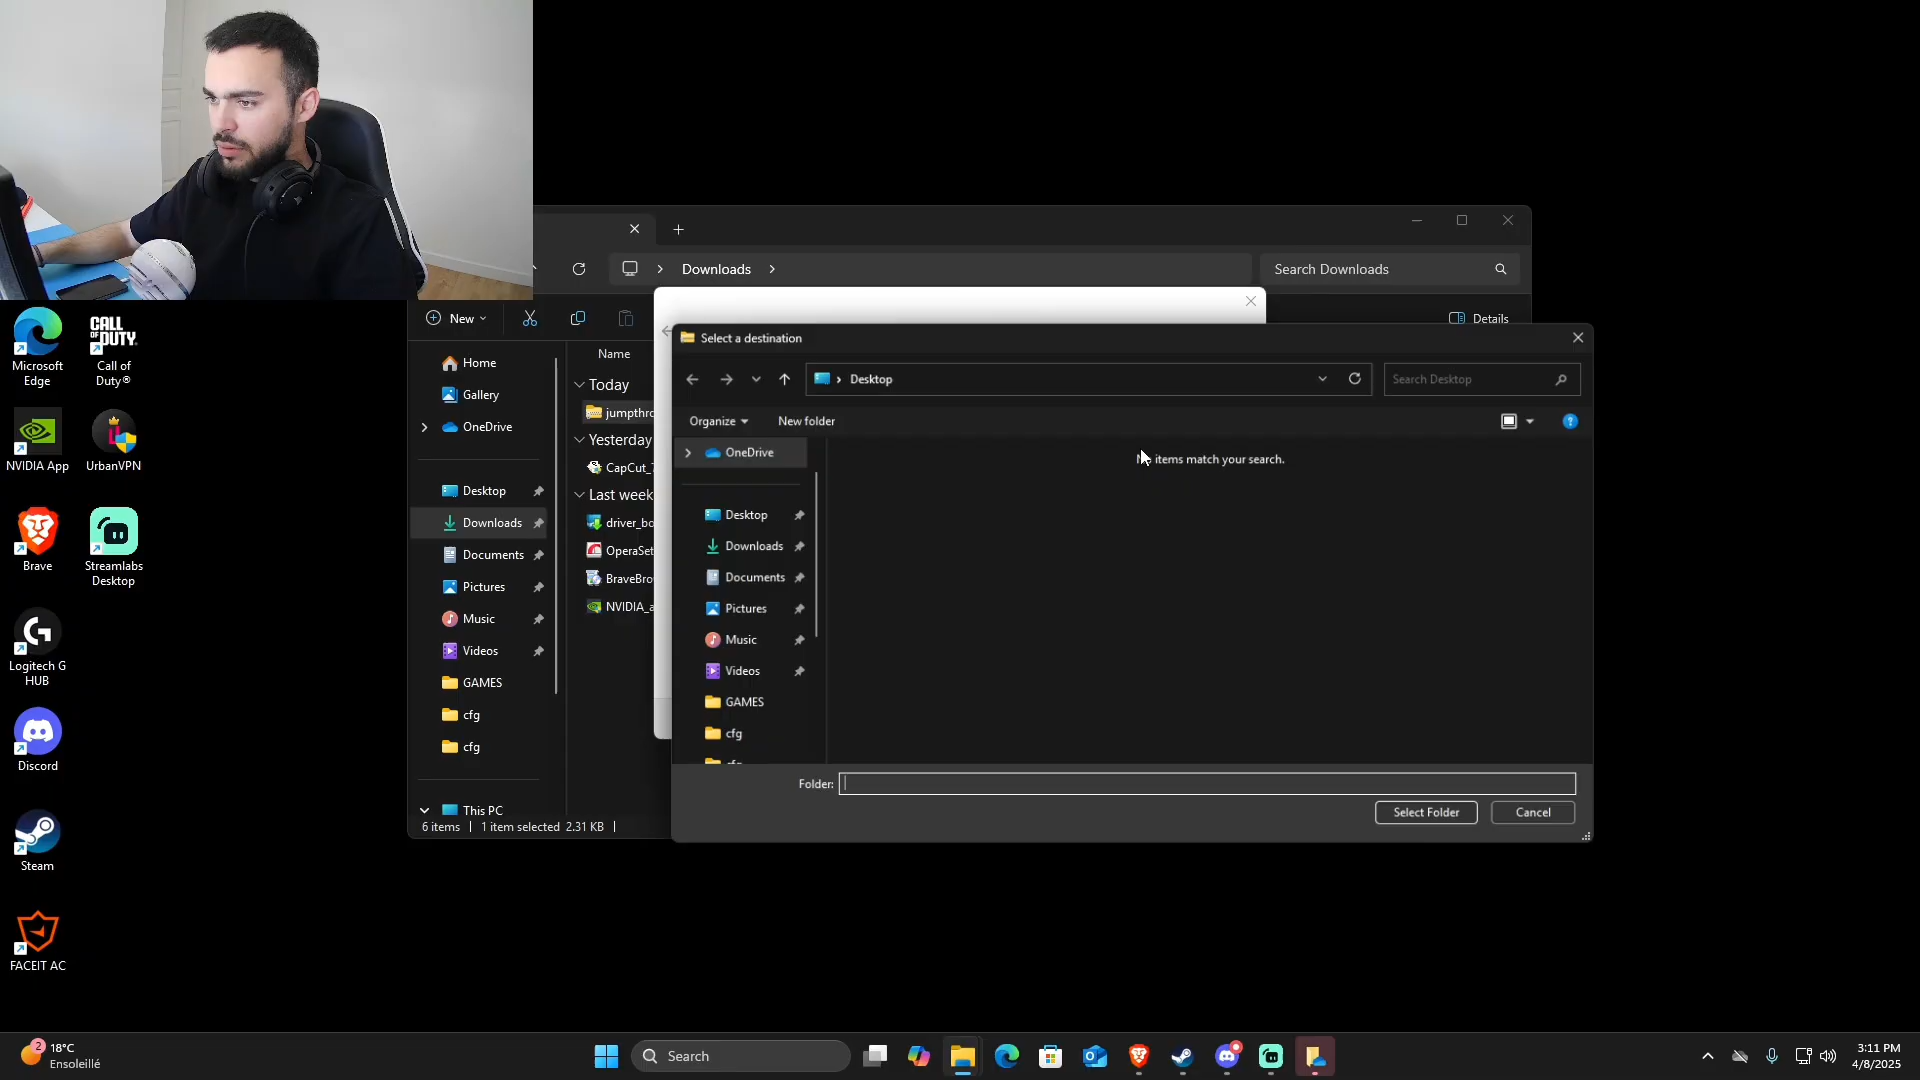 Microsoft
Edge
CALL OF DUTY
Call of
Duty®
NVIDIA App
UrbanVPN
Brave
Streamlabs
Desktop
Logitech G
HUB
Discord
Steam
FACEIT AC
Downloads
Search Downloads
New
Details
Home
Gallery
OneDrive
Desktop
Downloads
Documents
Pictures
Music
Videos
GAMES
cfg
cfg
This PC
Name
Today
jumpthro
Yesterday
CapCut_
Last week
driver_bo
OperaSet
BraveBro
NVIDIA_a
6 items
1 item selected 2.31 KB
Select a destination
Desktop
Search Desktop
Organize
New folder
OneDrive
Desktop
Downloads
Documents
Pictures
Music
Videos
GAMES
cfg
items match your search.
Folder:
Select Folder
Cancel
2
18°C
Ensoleillé
Search
3:11 PM
4/8/2025